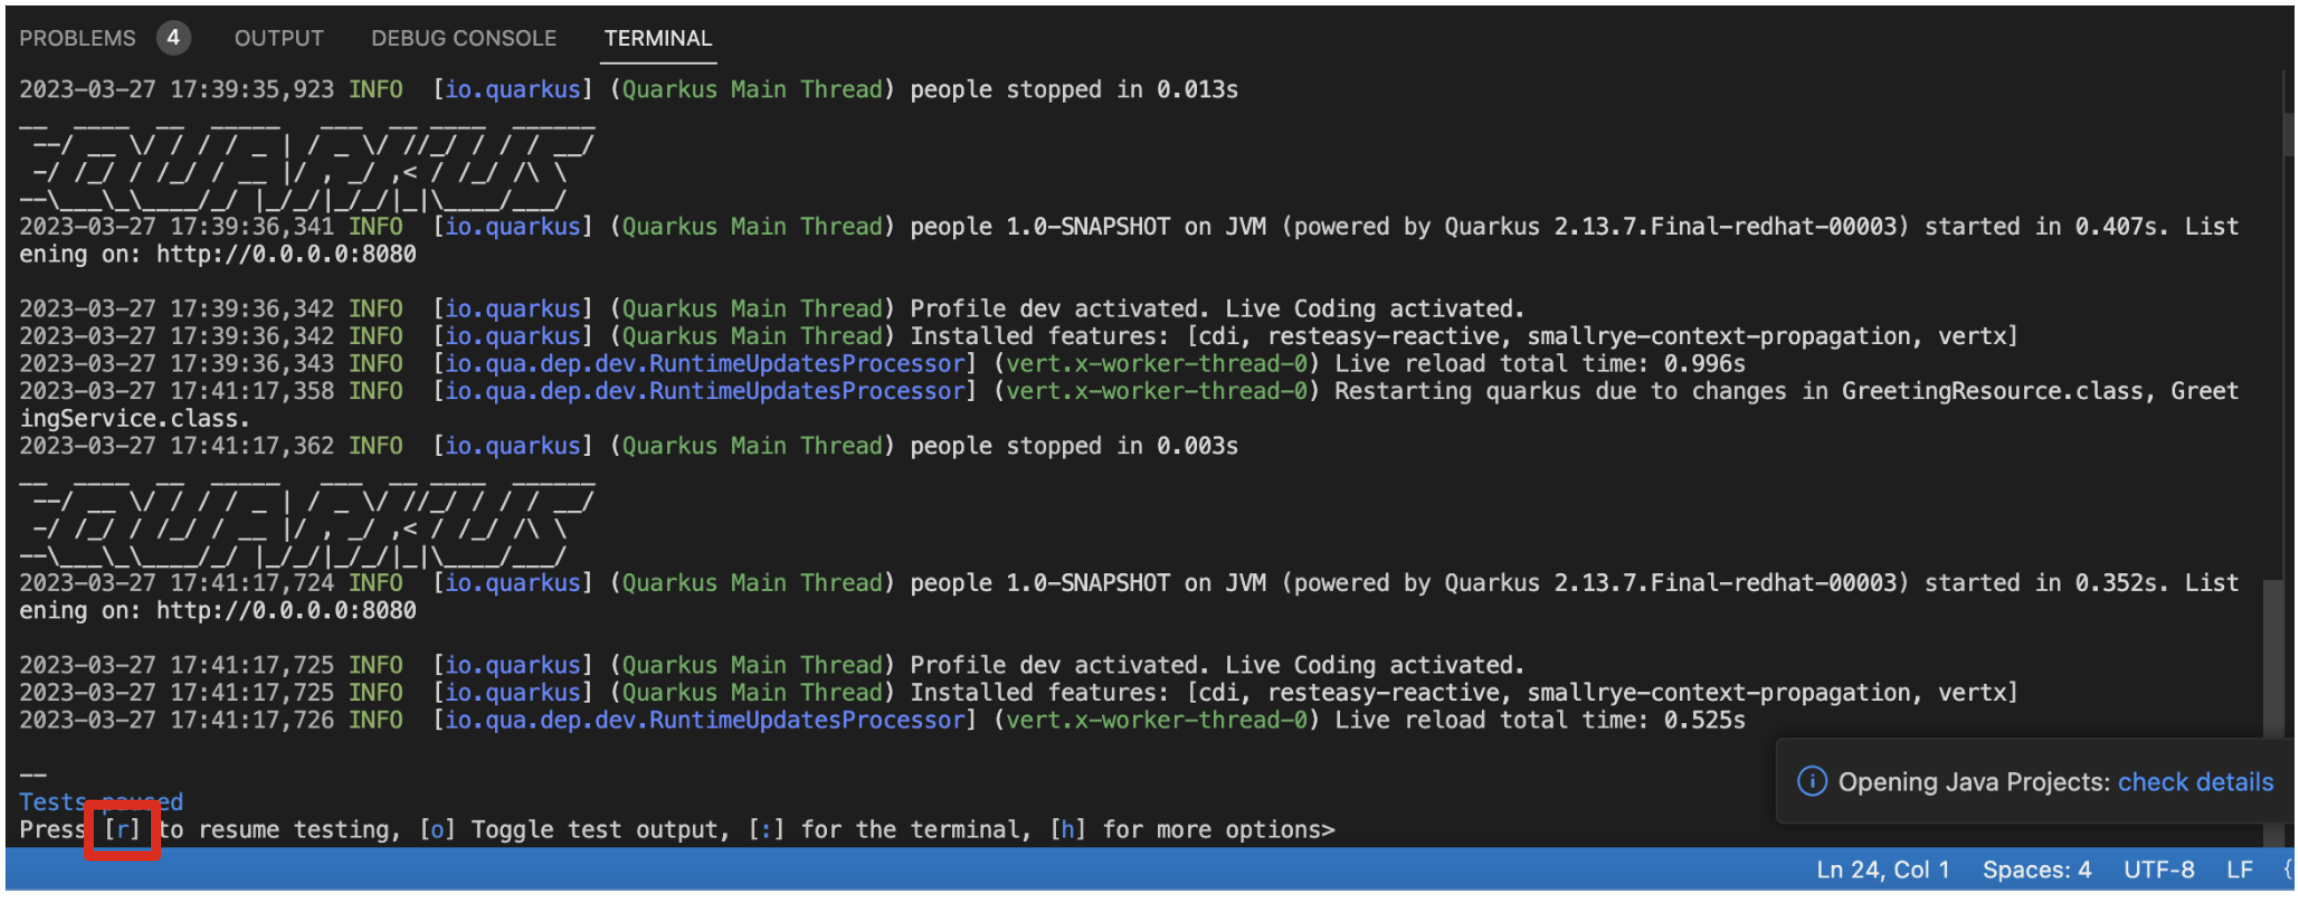 PROBLEMS 4 OUTPUT DEBUG CONSOLE TERMINAL
2023-03-27 17:39:35,923 INFO  [io.quarkus] (Quarkus Main Thread) people stopped in 0.013s
__  ____  __  _____   ___  __ ____  ______
 --/ __ \/ / / / _ | / _ \/ //_/ / / / __/
 -/ /_/ / /_/ / __ |/ , _/ ,< / /_/ /\ \
--\___\_\____/_/ |_/_/|_/_/|_|\____/___/
2023-03-27 17:39:36,341 INFO  [io.quarkus] (Quarkus Main Thread) people 1.0-SNAPSHOT on JVM (powered by Quarkus 2.13.7.Final-redhat-00003) started in 0.407s. List
ening on: http://0.0.0.0:8080
2023-03-27 17:39:36,342 INFO  [io.quarkus] (Quarkus Main Thread) Profile dev activated. Live Coding activated.
2023-03-27 17:39:36,342 INFO  [io.quarkus] (Quarkus Main Thread) Installed features: [cdi, resteasy-reactive, smallrye-context-propagation, vertx]
2023-03-27 17:39:36,343 INFO  [io.qua.dep.dev.RuntimeUpdatesProcessor] (vert.x-worker-thread-0) Live reload total time: 0.996s
2023-03-27 17:41:17,358 INFO  [io.qua.dep.dev.RuntimeUpdatesProcessor] (vert.x-worker-thread-0) Restarting quarkus due to changes in GreetingResource.class, Greet
ingService.class.
2023-03-27 17:41:17,362 INFO  [io.quarkus] (Quarkus Main Thread) people stopped in 0.003s
__  ____  __  _____   ___  __ ____  ______
 --/ __ \/ / / / _ | / _ \/ //_/ / / / __/
 -/ /_/ / /_/ / __ |/ , _/ ,< / /_/ /\ \
--\___\_\____/_/ |_/_/|_/_/|_|\____/___/
2023-03-27 17:41:17,724 INFO  [io.quarkus] (Quarkus Main Thread) people 1.0-SNAPSHOT on JVM (powered by Quarkus 2.13.7.Final-redhat-00003) started in 0.352s. List
ening on: http://0.0.0.0:8080
2023-03-27 17:41:17,725 INFO  [io.quarkus] (Quarkus Main Thread) Profile dev activated. Live Coding activated.
2023-03-27 17:41:17,725 INFO  [io.quarkus] (Quarkus Main Thread) Installed features: [cdi, resteasy-reactive, smallrye-context-propagation, vertx]
2023-03-27 17:41:17,726 INFO  [io.qua.dep.dev.RuntimeUpdatesProcessor] (vert.x-worker-thread-0) Live reload total time: 0.525s
--
Opening Java Projects: check details
Tests paused
Press [r] to resume testing, [o] Toggle test output, [:] for the terminal, [h] for more options>
Ln 24, Col 1 Spaces: 4 UTF-8 LF {